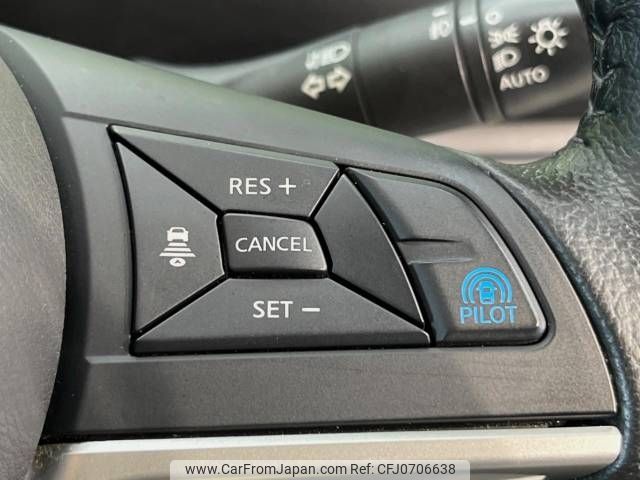 AUTO
RES +
CANCEL
SET −
PILOT
www.CarFromJapan.com Ref:CFJ0706638